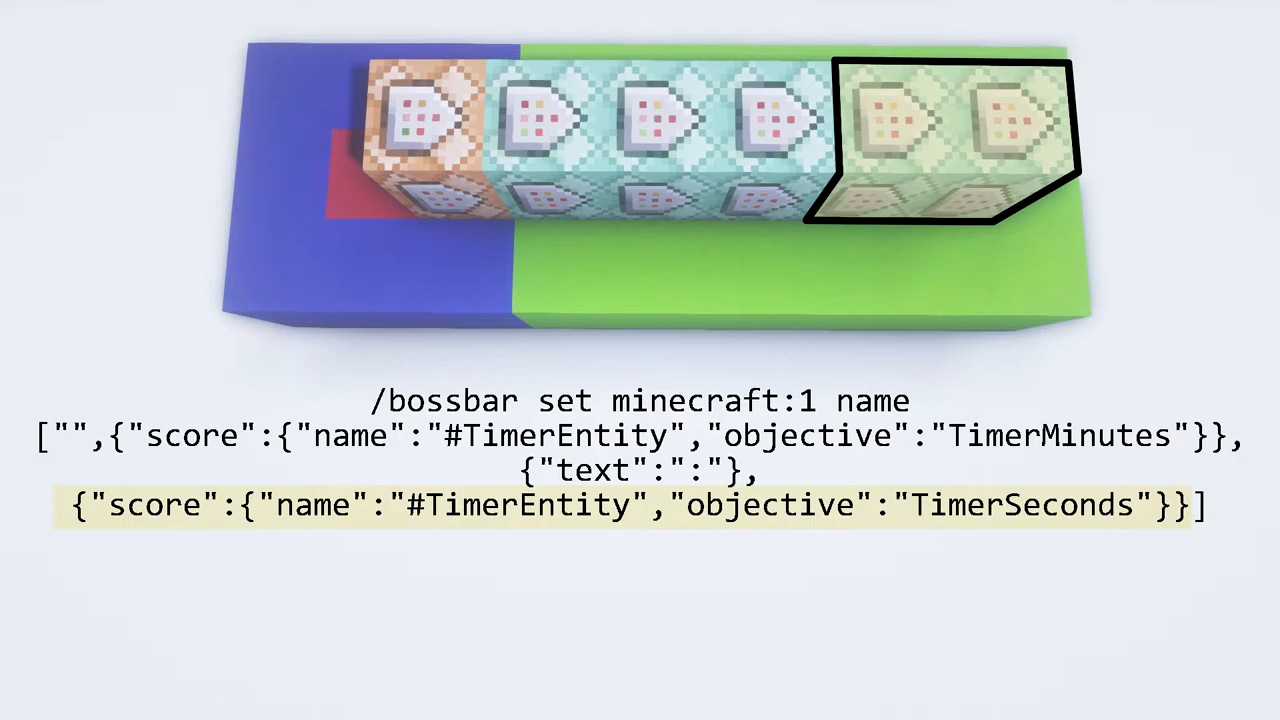 /bossbar set minecraft:1 name
["",{"score":{"name":"#TimerEntity","objective":"TimerMinutes"}},
{"text":":"},
{"score":{"name":"#TimerEntity","objective":"TimerSeconds"}}]